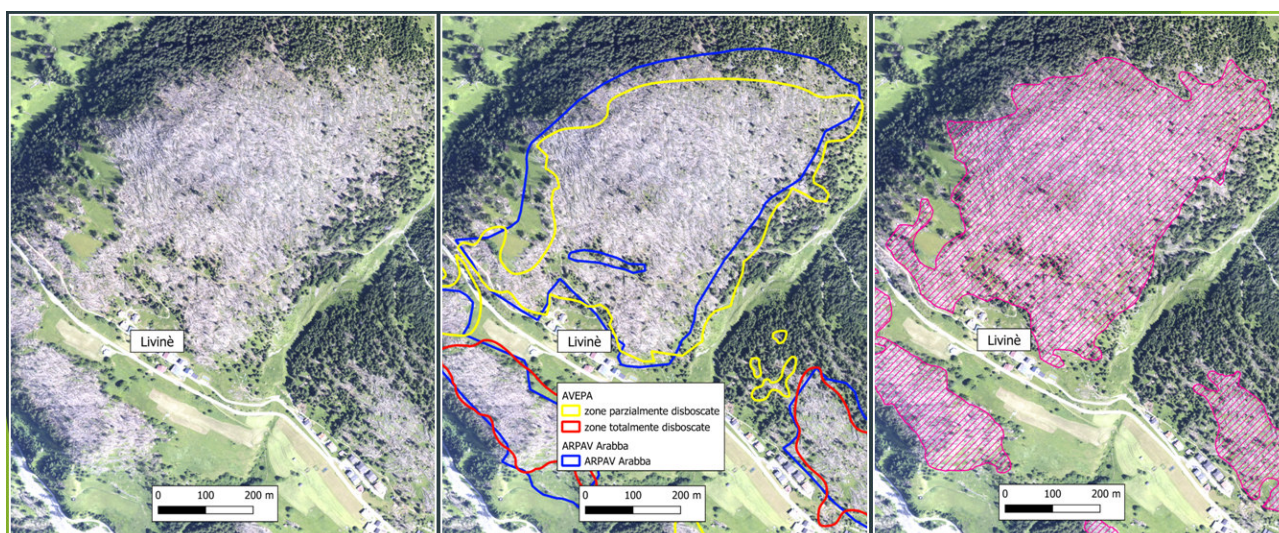 Livinè
0 100 200 m
Livinè
AVEPA
zone parzialmente disboscate
zone totalmente disboscate
ARPAV Arabba
ARPAV Arabba
0 100 200 m
Livinè
0 100 200 m